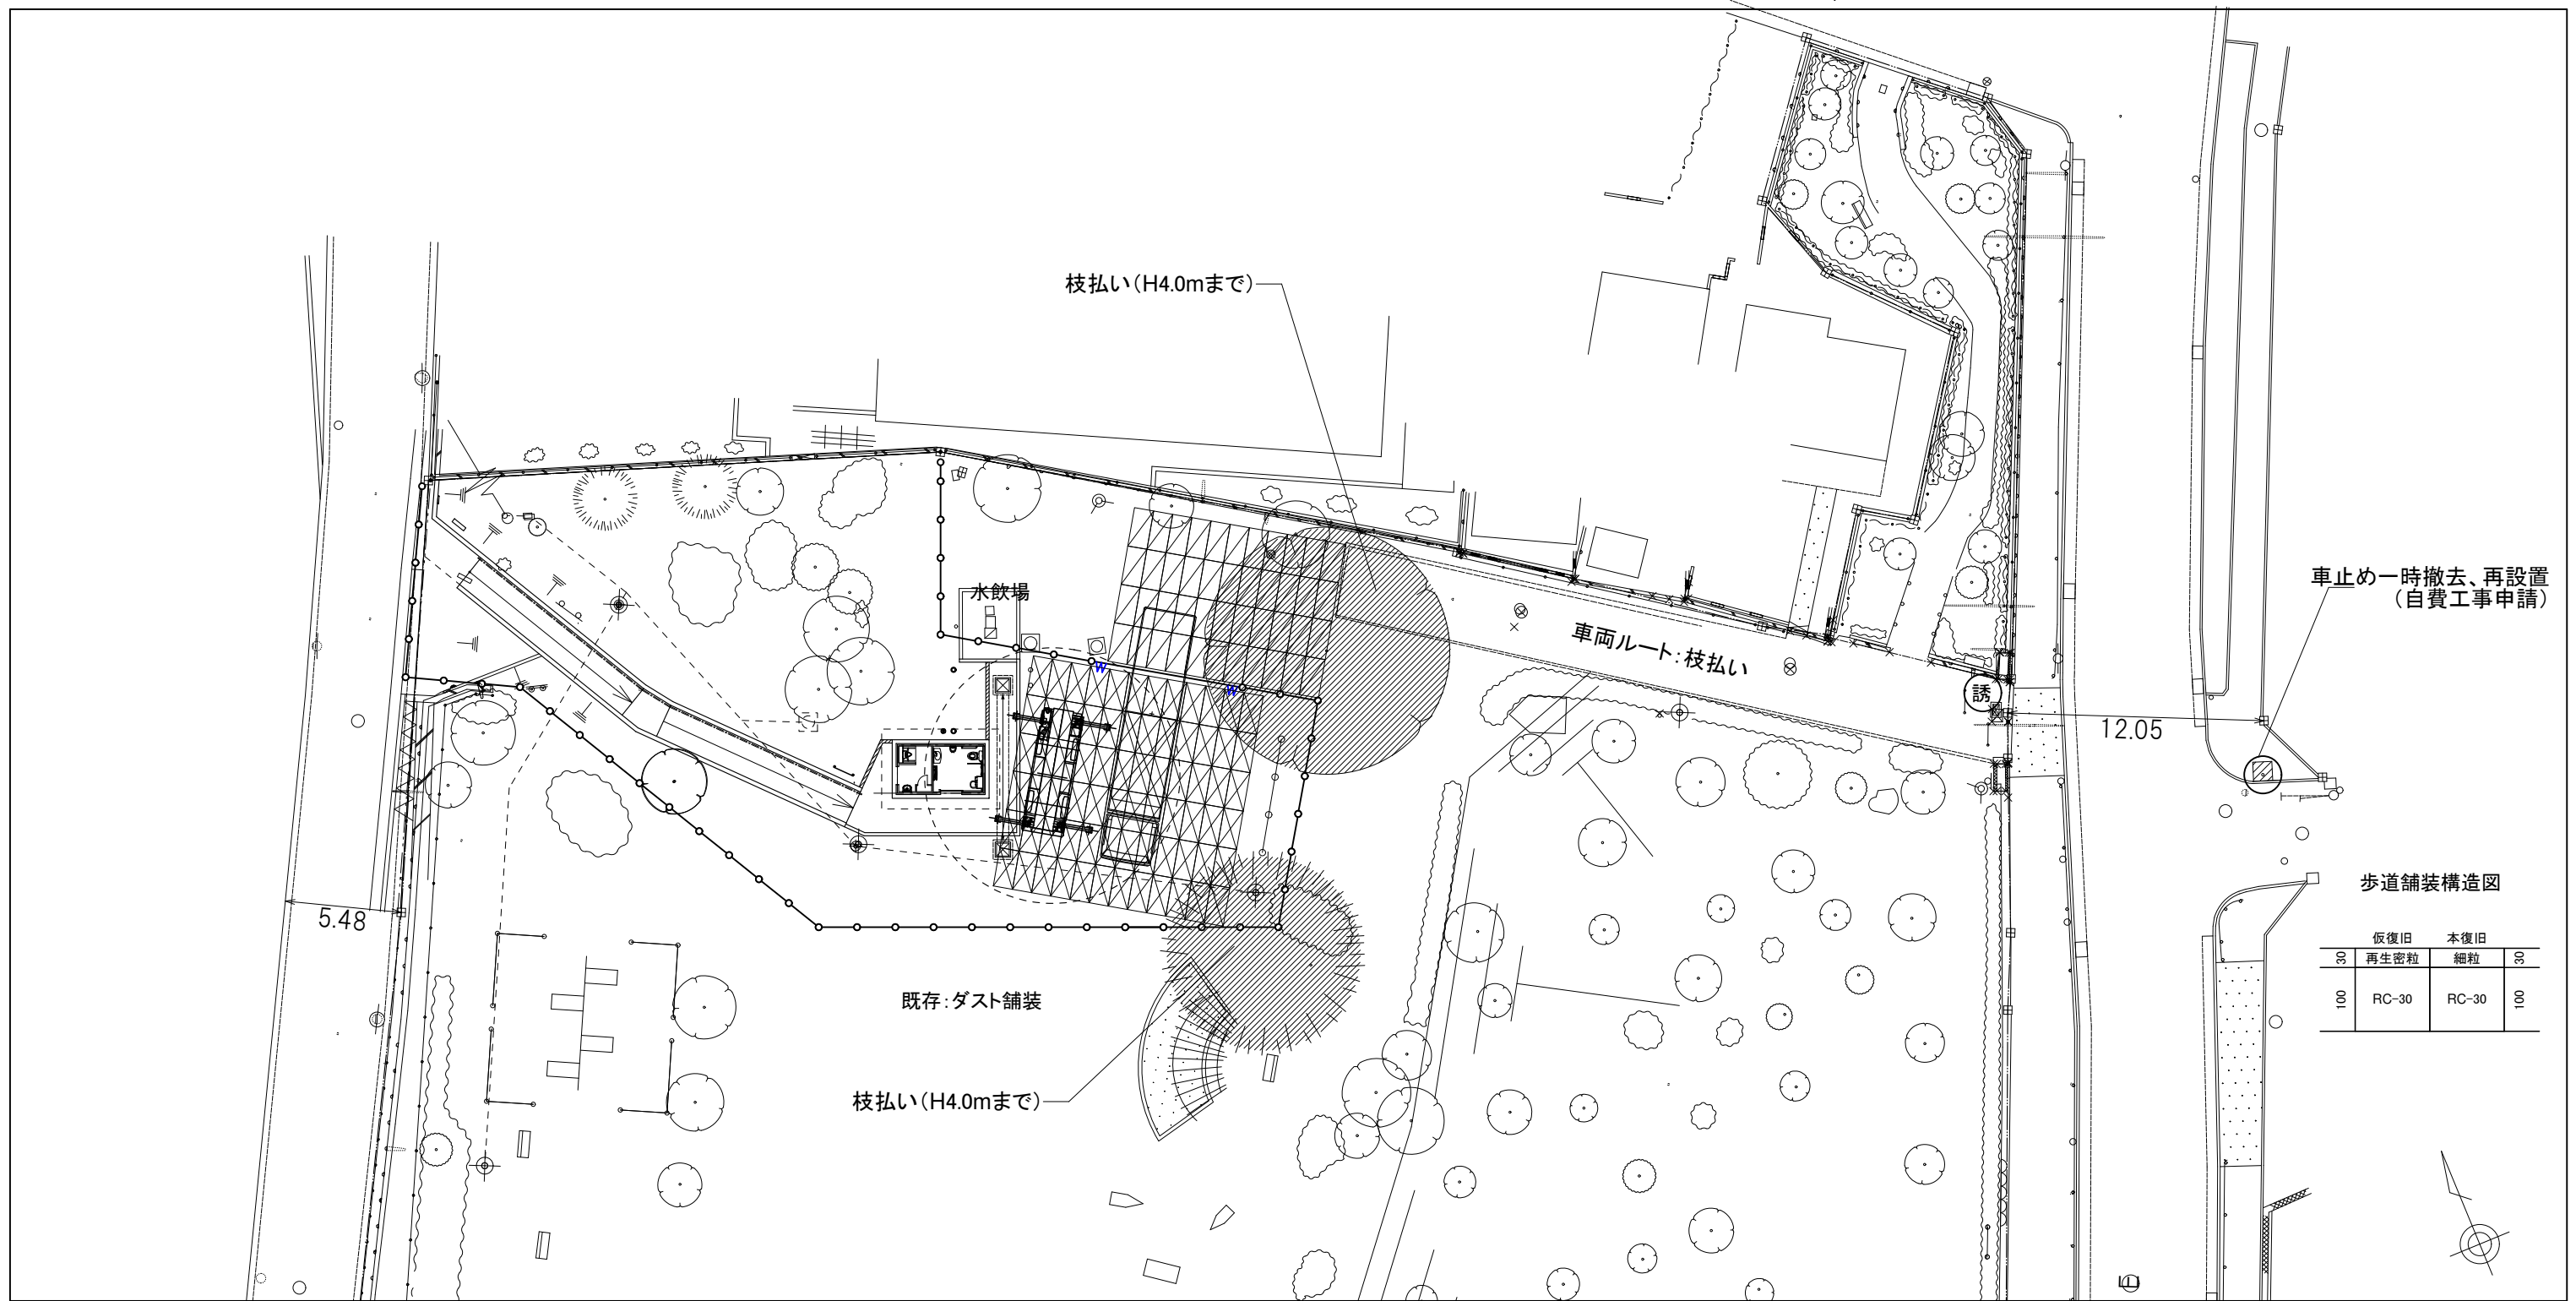 枝払い（H4.0mまで）
水飲場
車両ルート：枝払い
W
W
誘
12.05
車止め一時撤去、再設置
（自費工事申請）
5.48
既存：ダスト舗装
枝払い（H4.0mまで）
歩道舗装構造図
仮復旧 本復旧
30 再生密粒 細粒 30
100 RC-30 RC-30 100